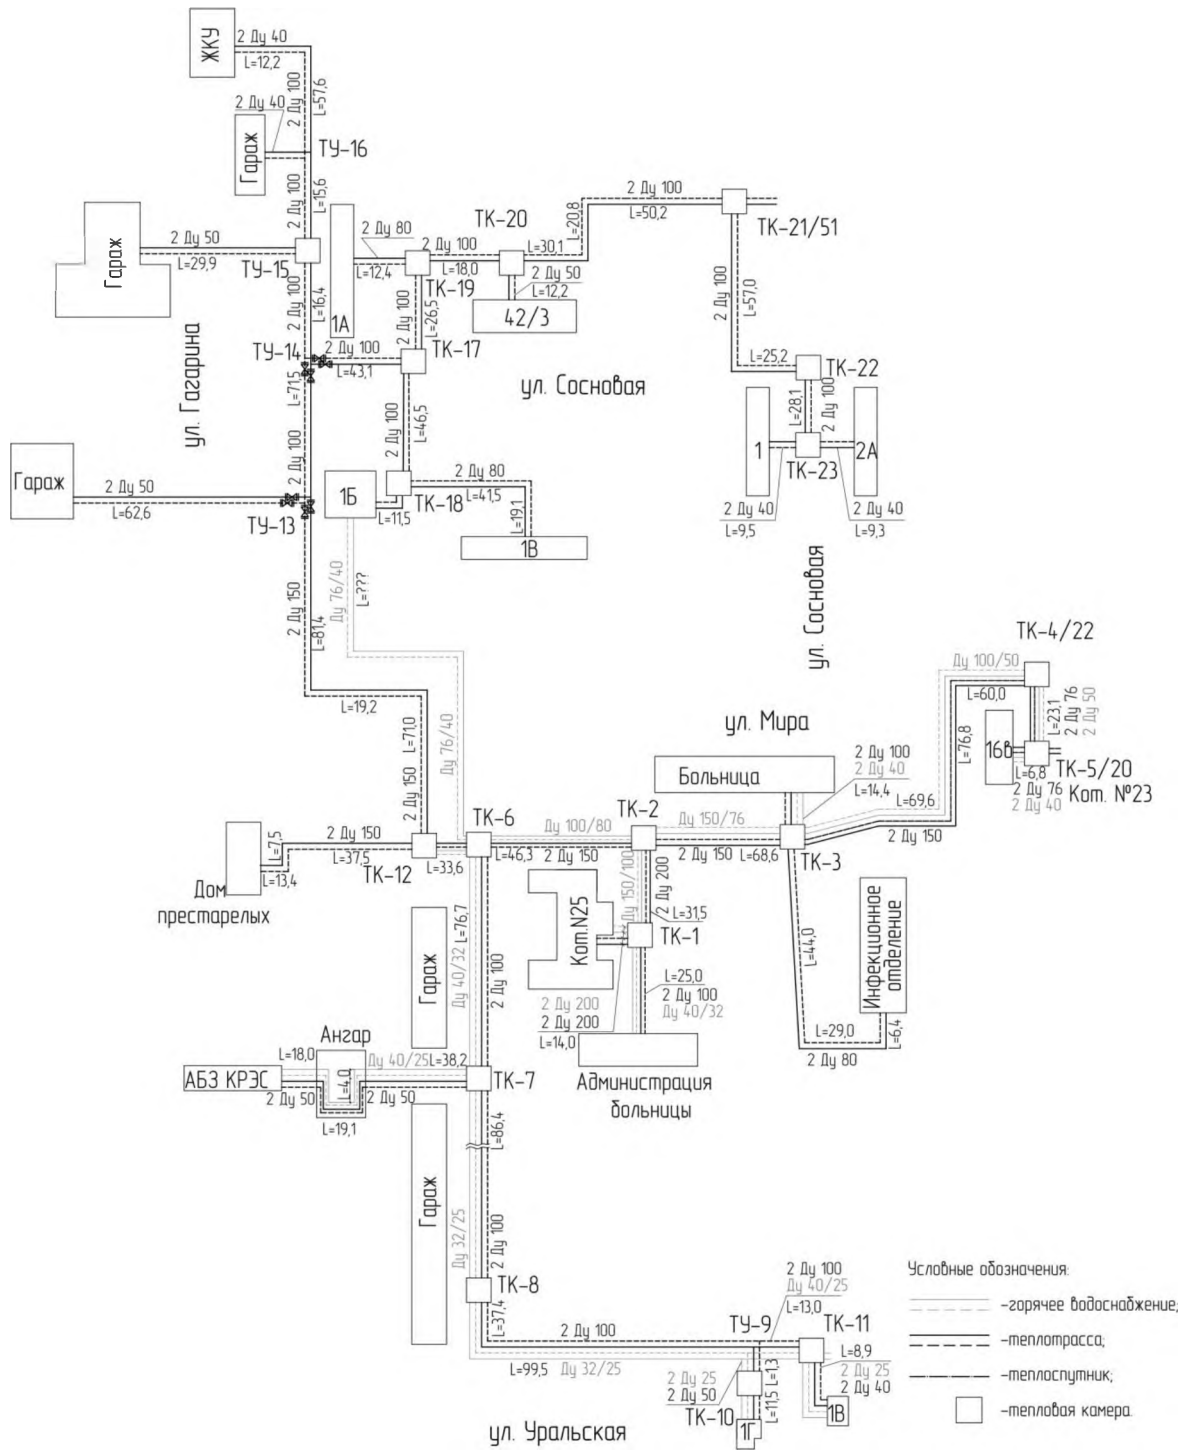 ЖКУ
2 Ду 40
L=12,2
2 Ду 100
L=57,6
2 Ду 40
Гараж
ТУ-16
2 Ду 100
L=15,6
Гараж
2 Ду 50
L=29,9
ТУ-15
2 Ду 100
L=16,4
ул. Гагарина
1А
2 Ду 80
L=12,4
2 Ду 100
L=18,0
ТК-19
ТК-20
L=30,1
2 Ду 50
L=12,2
42/3
L=20,8
2 Ду 100
L=50,2
ТК-21/51
2 Ду 100
L=26,5
ТУ-14
2 Ду 100
L=43,1
ТК-17
ул. Сосновая
2 Ду 100
L=57,0
L=25,2
ТК-22
L=28,1
2 Ду 100
1
2А
ТК-23
2 Ду 40
L=9,5
2 Ду 40
L=9,3
L=71,5
2 Ду 100
2 Ду 100
L=46,5
Гараж
2 Ду 50
L=62,6
ТУ-13
1Б
L=11,5
ТК-18
2 Ду 80
L=41,5
L=19,1
1В
ул. Сосновая
Ду 76/40
L=???
2 Ду 150
L=81,4
L=19,2
L=71,0
2 Ду 150
Ду 76/40
ТК-4/22
Ду 100/50
L=60,0
L=76,8
L=23,1
2 Ду 76
2 Ду 50
16в
L=6,8
2 Ду 76
2 Ду 40
ТК-5/20
Кот. №23
ул. Мира
Больница
2 Ду 100
2 Ду 40
L=14,4
L=69,6
2 Ду 150
ТК-6
Ду 100/80
L=46,3
2 Ду 150
ТК-2
Ду 150/76
2 Ду 150
L=68,6
ТК-3
L=7,5
2 Ду 150
L=37,5
L=13,4
ТК-12
L=33,6
Дом
престарелых
Ду 150/100
2 Ду 200
L=31,5
Кот.N25
ТК-1
L=25,0
2 Ду 100
Ду 40/32
2 Ду 200
2 Ду 200
L=14,0
Администрация
больницы
L=44,0
Инфекционное
отделение
L=29,0
2 Ду 80
L=6,4
L=76,7
Ду 40/32
2 Ду 100
Гараж
Ангар
L=18,0
Ду 40/25
L=38,2
АБЗ КРЭС
L=4,0
2 Ду 50
2 Ду 50
L=19,1
ТК-7
L=86,4
Гараж
Ду 32/25
2 Ду 100
ТК-8
L=37,4
2 Ду 100
L=99,5
Ду 32/25
2 Ду 100
Ду 40/25
L=13,0
ТУ-9
ТК-11
L=8,9
2 Ду 25
2 Ду 40
1В
2 Ду 25
2 Ду 50
L=1,3
L=11,5
ТК-10
1Г
ул. Уральская
Условные обозначения:
-горячее водоснабжение;
-теплотрасса;
-теплоспутник;
-тепловая камера.